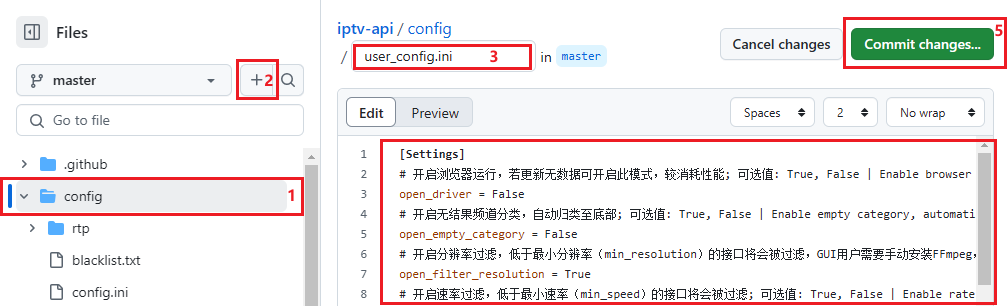 Files
master
2
Go to file
.github
config
1
rtp
blacklist.txt
config.ini
iptv-api / config
/ user_config.ini 3 in master
Cancel changes
Commit changes...
5
Edit
Preview
Spaces
2
No wrap
1 [Settings]
2 # 开启浏览器运行，若更新无数据可开启此模式，较消耗性能; 可选值: True, False | Enable browser
3 open_driver = False
4 # 开启无结果频道分类，自动归类至底部; 可选值: True, False | Enable empty category, automati
5 open_empty_category = False
6 # 开启分辨率过滤，低于最小分辨率（min_resolution）的接口将会被过滤，GUI用户需要手动安装FFmpeg，
7 open_filter_resolution = True
8 # 开启速率过滤，低于最小速率（min_speed）的接口将会被过滤; 可选值: True, False | Enable rate